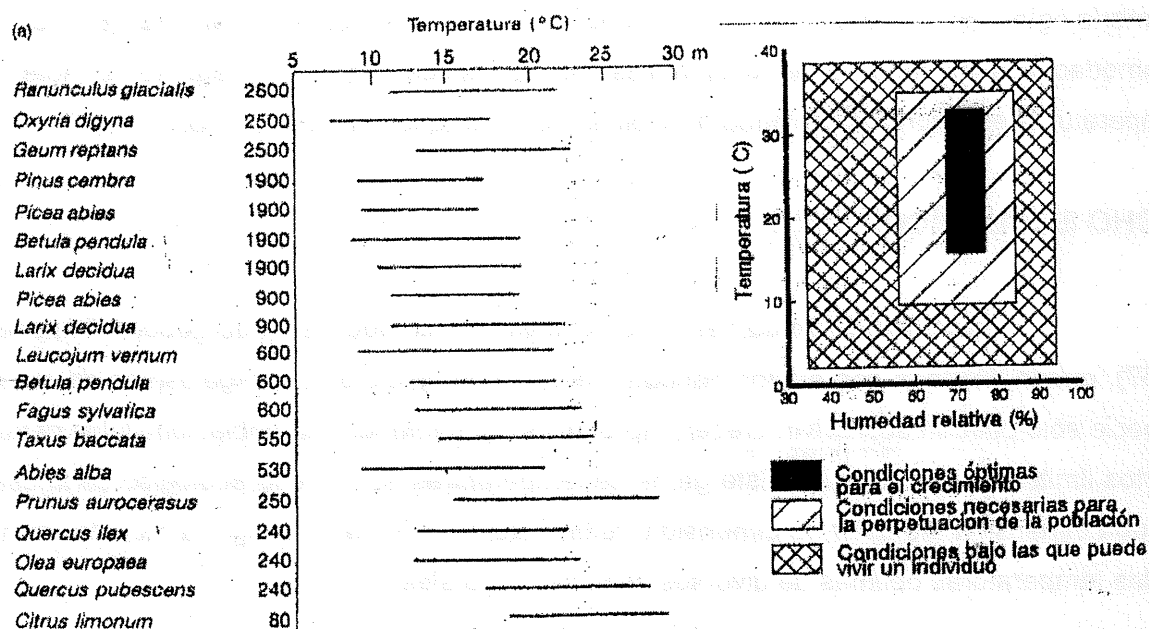 (a)
Temperatura (°C)
5 10 15 20 25 30 m
Ranunculus glacialis 2600
Oxyria digyna 2500
Geum reptans 2500
Pinus cembra 1900
Picea abies 1900
Betula pendula 1900
Larix decidua 1900
Picea abies 900
Larix decidua 900
Leucojum vernum 600
Betula pendula 600
Fagus sylvatica 600
Taxus baccata 550
Abies alba 530
Prunus aurocerasus 250
Quercus ilex 240
Olea europaea 240
Quercus pubescens 240
Citrus limonum 80
40
30
20
10
0
Temperatura (C)
30 40 50 60 70 80 90 100
Humedad relativa (%)
Condiciones óptimas
para el crecimiento
Condiciones necesarias para
la perpetuacion de la población
Condiciones bajo las que puede
vivir un individuo